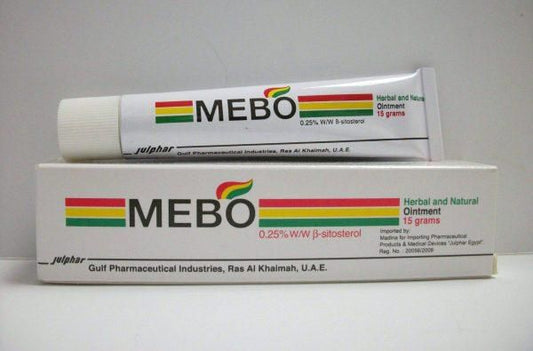 MEBO
Herbal and Natural
Ointment
15 grams
0.25% W/W β-sitosterol
julphar
Gulf Pharmaceutical Industries, Ras Al Khaimah, U.A.E.
MEBO
Herbal and Natural
Ointment
15 grams
0.25% W/W β-sitosterol
Imported by:
Madina for Importing Pharmaceutical
Products & Medical Devices "Julphar Egypt".
Reg. No. : 20056/2006
julphar
Gulf Pharmaceutical Industries, Ras Al Khaimah, U.A.E.